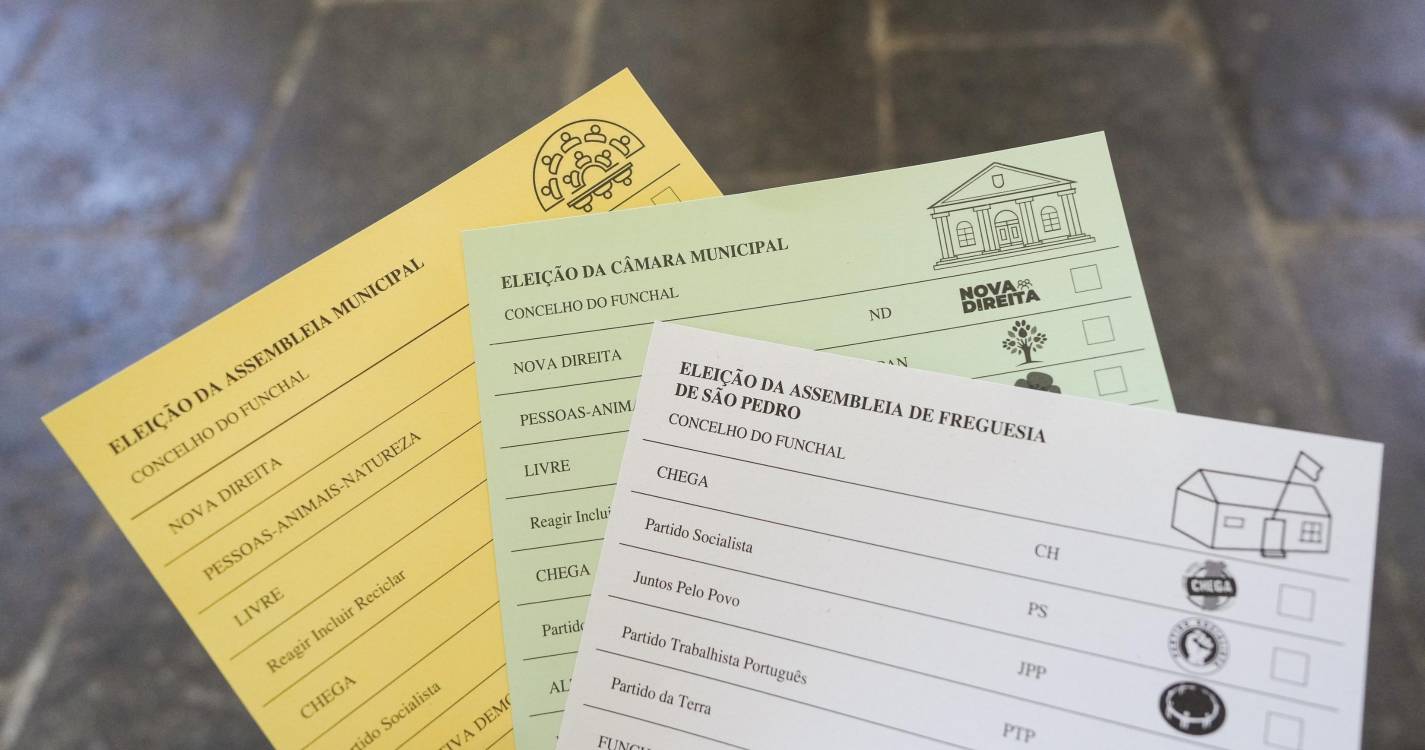 ELEIÇÃO DA ASSEMBLEIA MUNICIPAL
CONCELHO DO FUNCHAL
NOVA DIREITA
PESSOAS-ANIMAIS-NATUREZA
LIVRE
Reagir Incluir Reciclar
CHEGA
Socialista
ELEIÇÃO DA CÂMARA MUNICIPAL
CONCELHO DO FUNCHAL
NOVA DIREITA ND NOVA DIREITA
LIVRE
Reagir
CHEGA
ELEIÇÃO DA ASSEMBLEIA DE FREGUESIA
DE SÃO PEDRO
CONCELHO DO FUNCHAL
CHEGA CH CHEGA
Partido Socialista PS
Juntos Pelo Povo JPP
Partido Trabalhista Português PTP
Partido da Terra